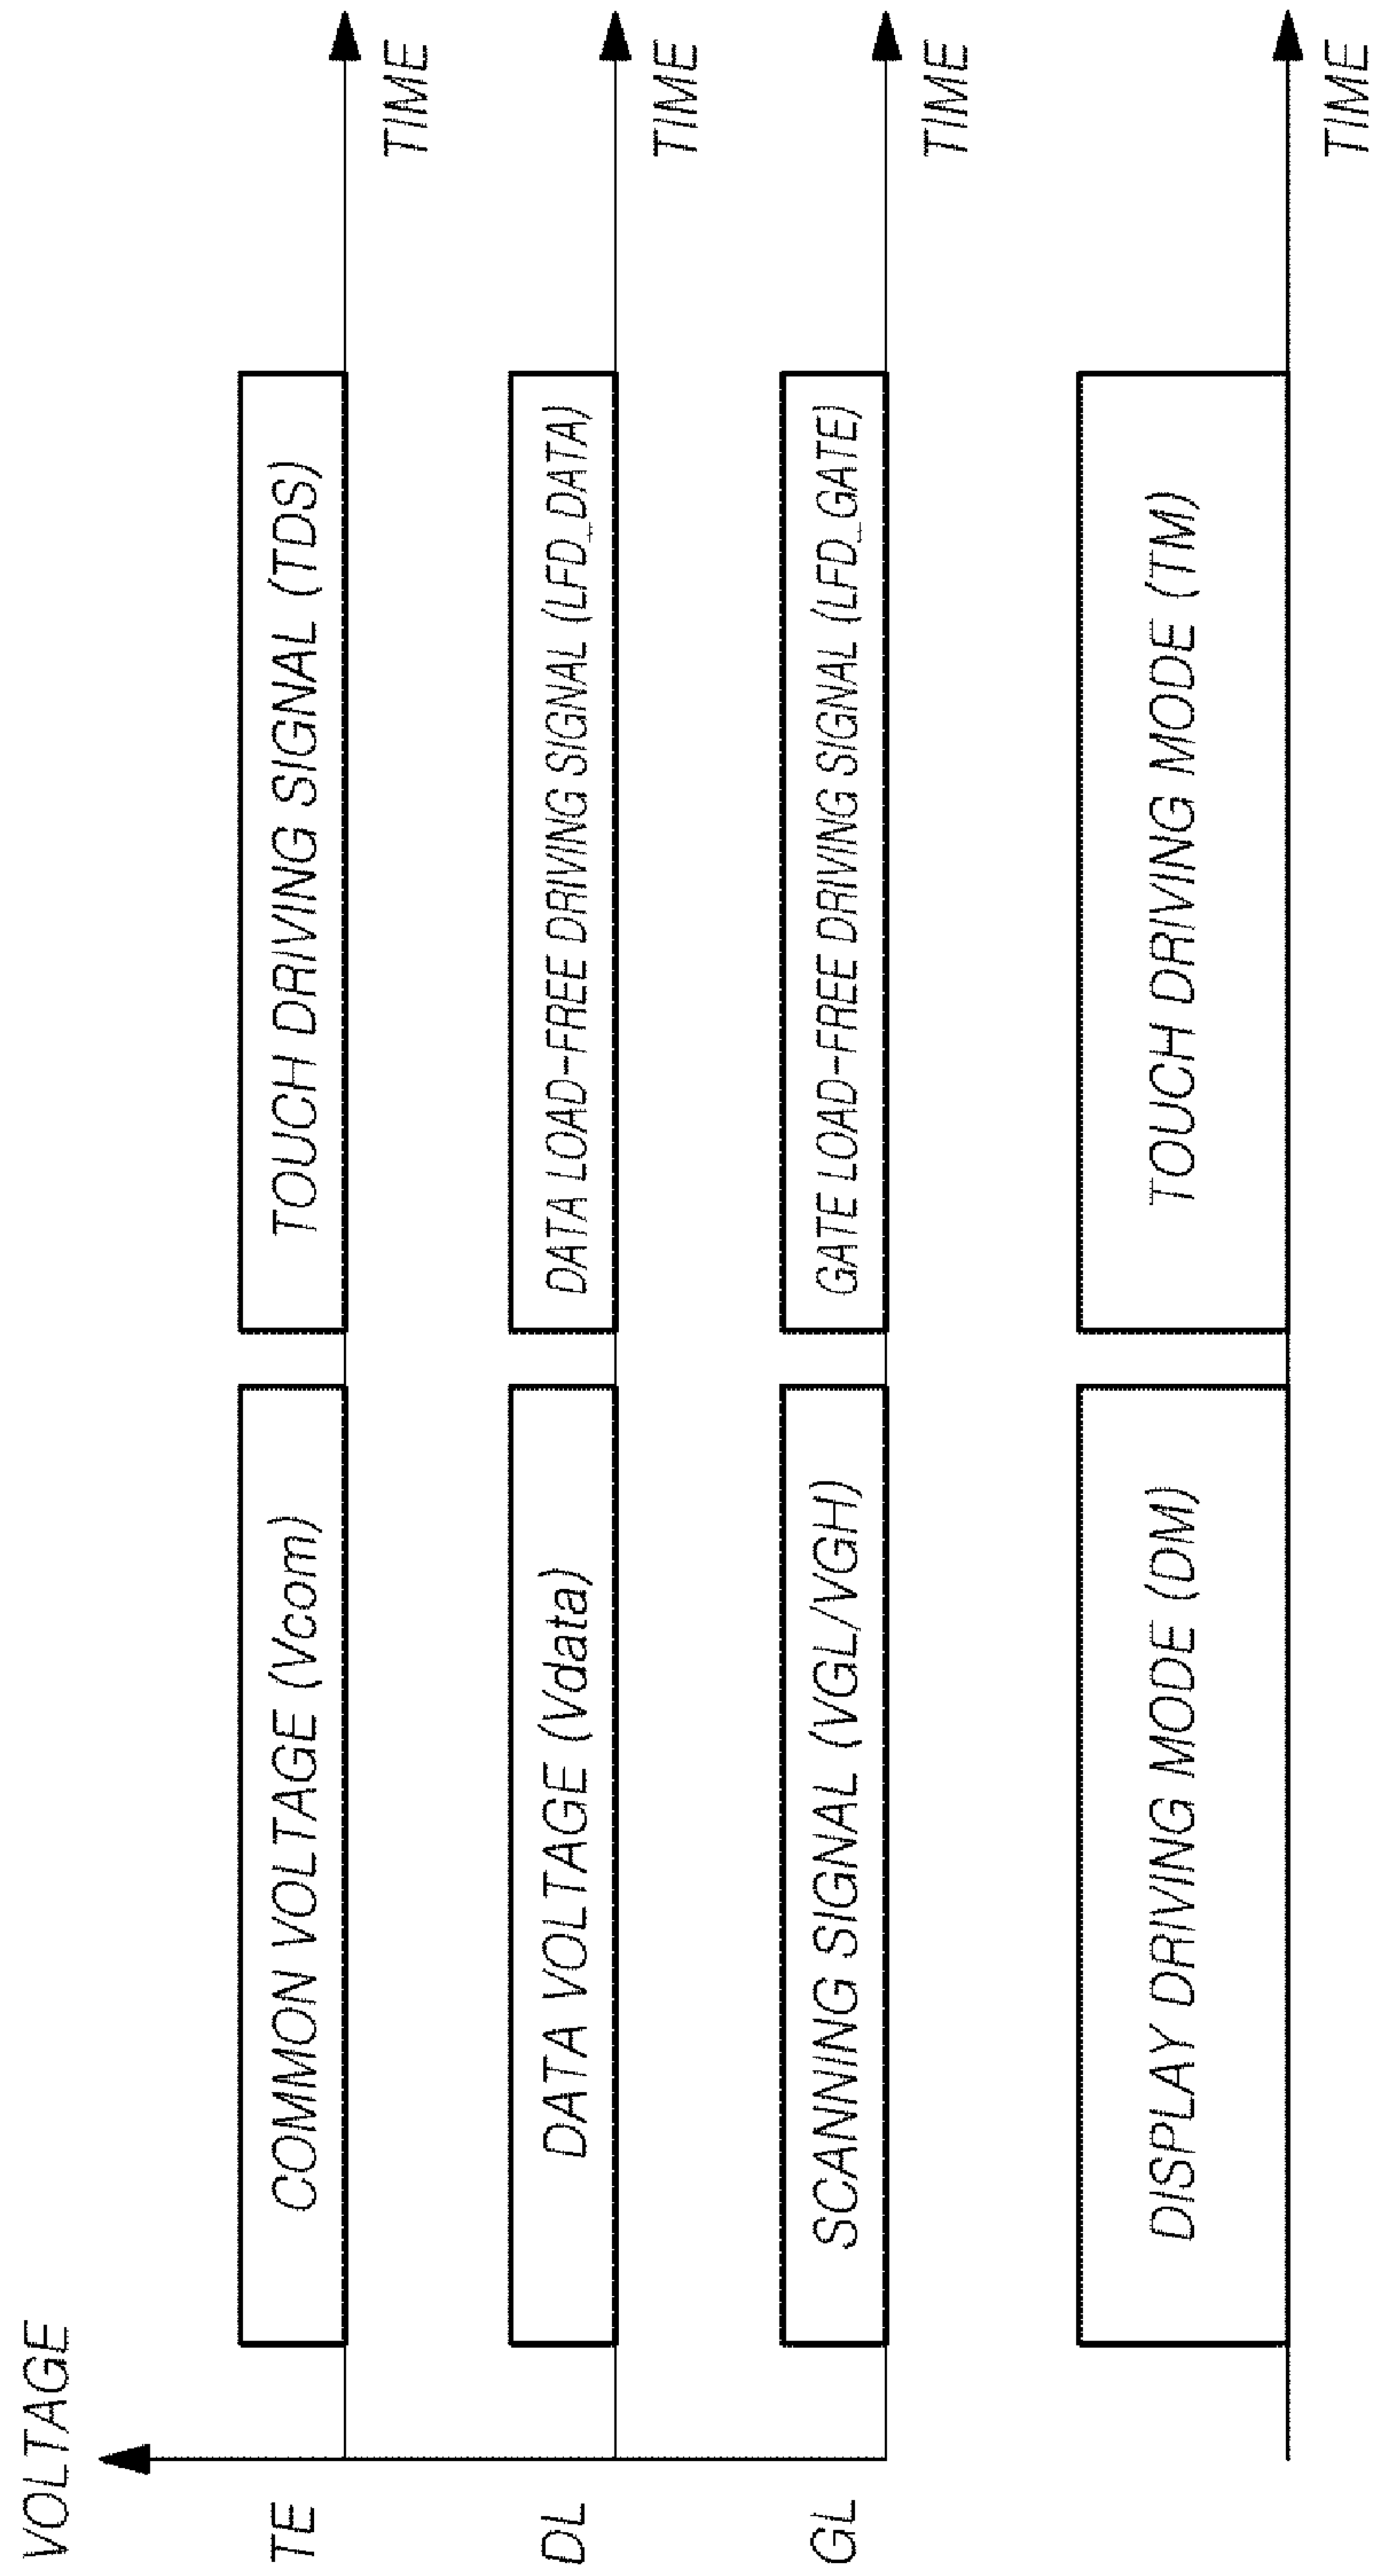 VOLTAGE
TE
COMMON VOLTAGE (Vcom)
TOUCH DRIVING SIGNAL (TDS)
TIME
DL
DATA VOLTAGE (Vdata)
DATA LOAD-FREE DRIVING SIGNAL (LFD_DATA)
TIME
GL
SCANNING SIGNAL (VGL/VGH)
GATE LOAD-FREE DRIVING SIGNAL (LFD_GATE)
TIME
DISPLAY DRIVING MODE (DM)
TOUCH DRIVING MODE (TM)
TIME